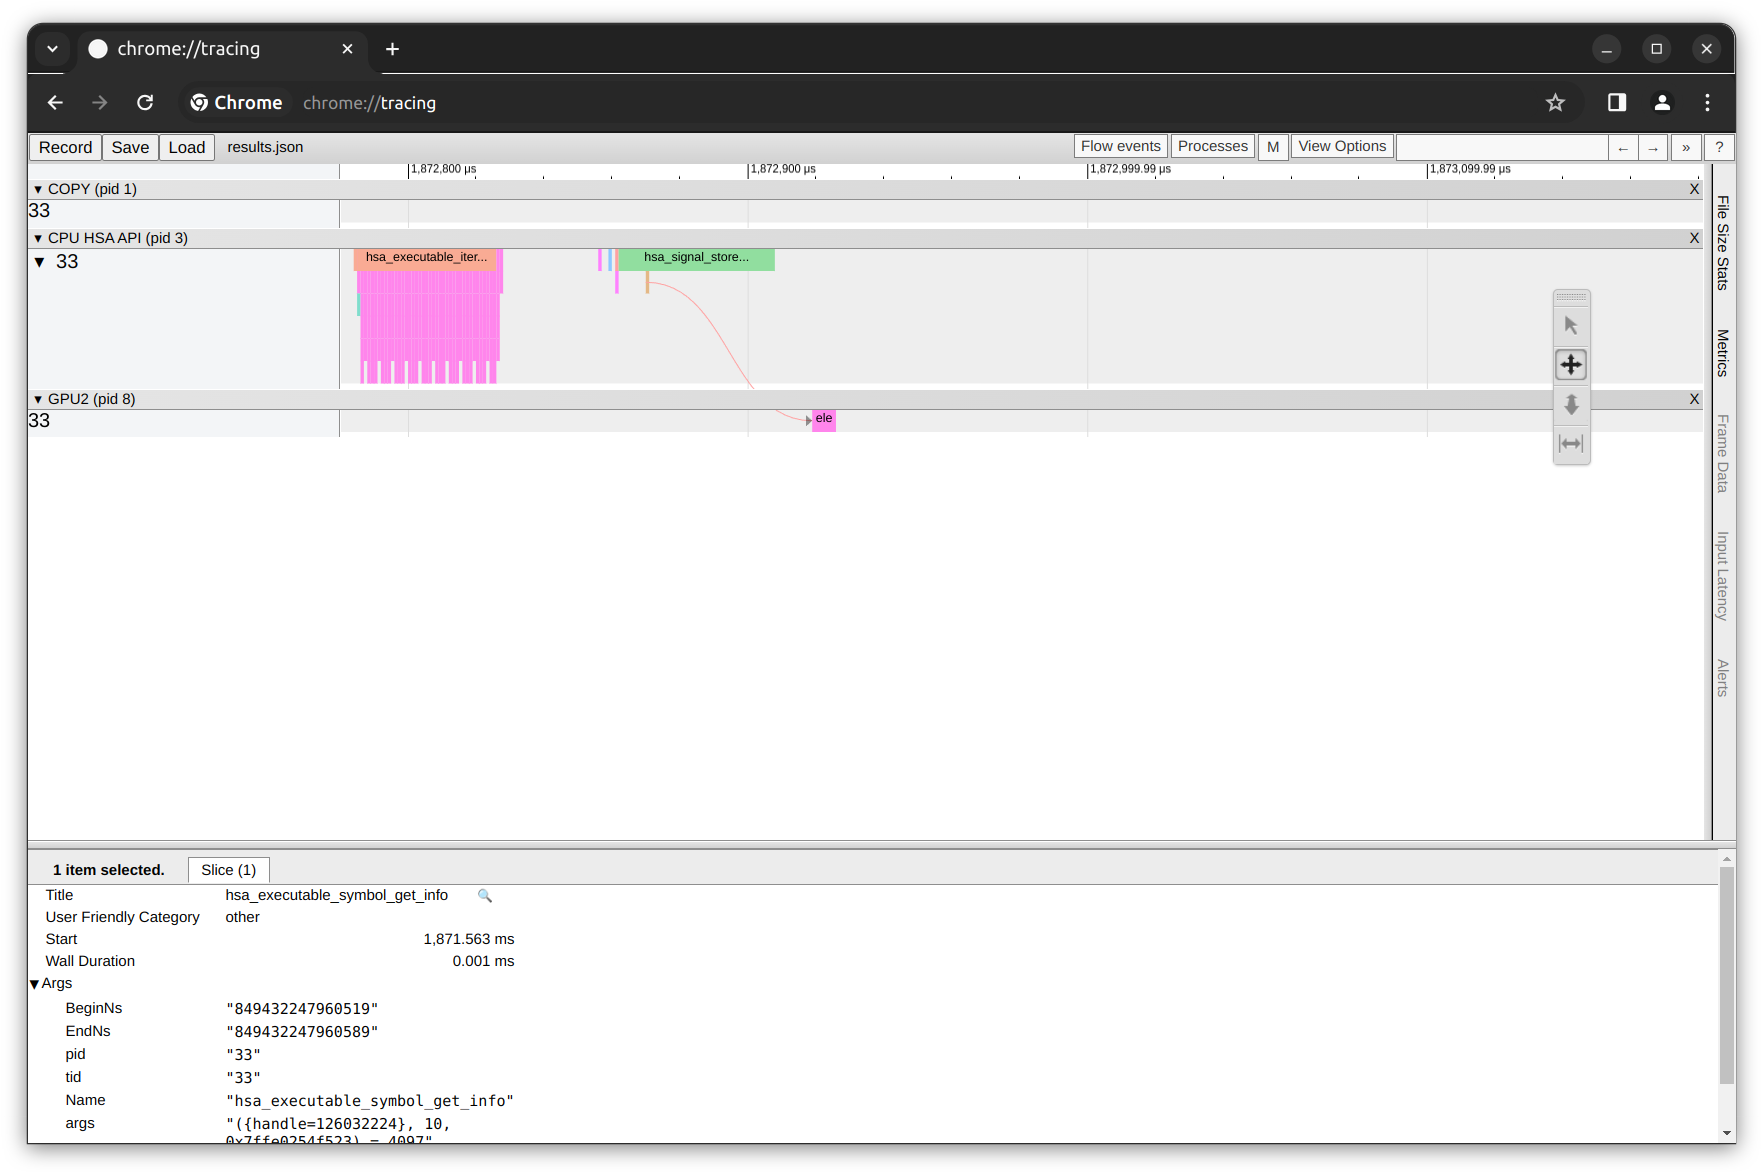 chrome://tracing
Chrome chrome://tracing
Record Save Load results.json Flow events Processes M View Options ← → » ?
1,872,800 μs 1,872,900 μs 1,872,999.99 μs 1,873,099.99 μs
▼ COPY (pid 1) X
33
▼ CPU HSA API (pid 3) X
▼ 33
hsa_executable_iter... hsa_signal_store...
▼ GPU2 (pid 8) X
33
ele
File Size Stats
Metrics
Frame Data
Input Latency
Alerts
1 item selected. Slice (1)
Title hsa_executable_symbol_get_info
User Friendly Category other
Start 1,871.563 ms
Wall Duration 0.001 ms
▼Args
BeginNs "849432247960519"
EndNs "849432247960589"
pid "33"
tid "33"
Name "hsa_executable_symbol_get_info"
args "({handle=126032224}, 10,
0x7ffe0254f523) = 4097"